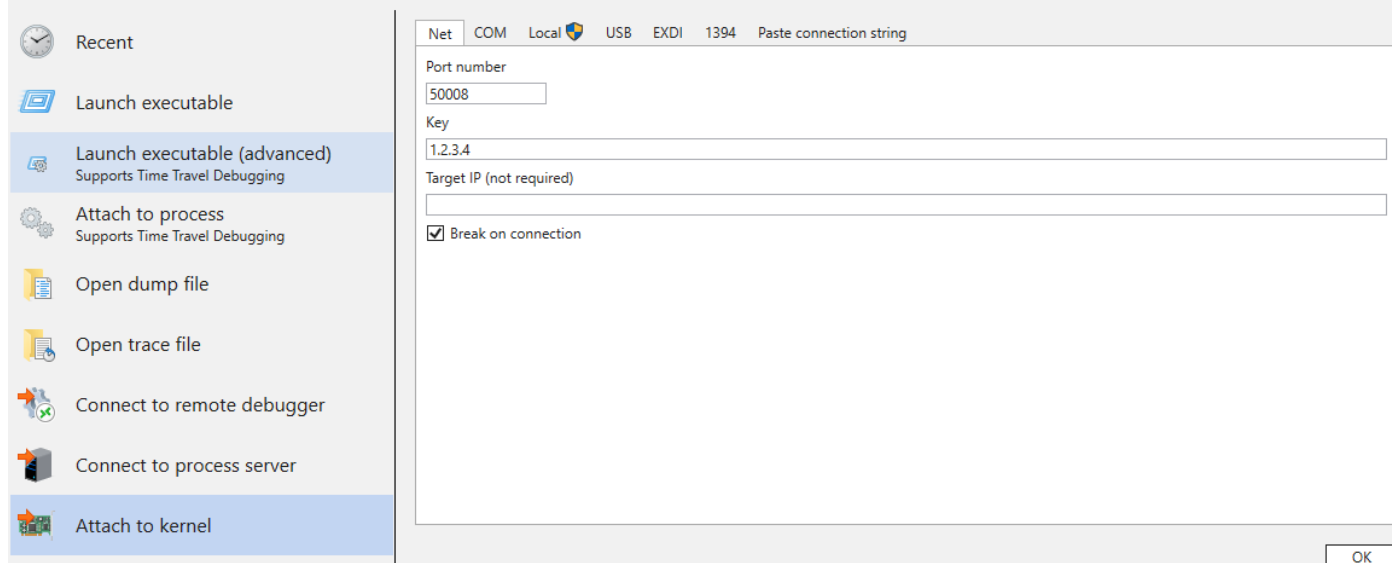 Recent
Launch executable
Launch executable (advanced)
Supports Time Travel Debugging
Attach to process
Supports Time Travel Debugging
Open dump file
Open trace file
Connect to remote debugger
Connect to process server
Attach to kernel
Net COM Local USB EXDI 1394 Paste connection string
Port number
50008
Key
1.2.3.4
Target IP (not required)
Break on connection
OK